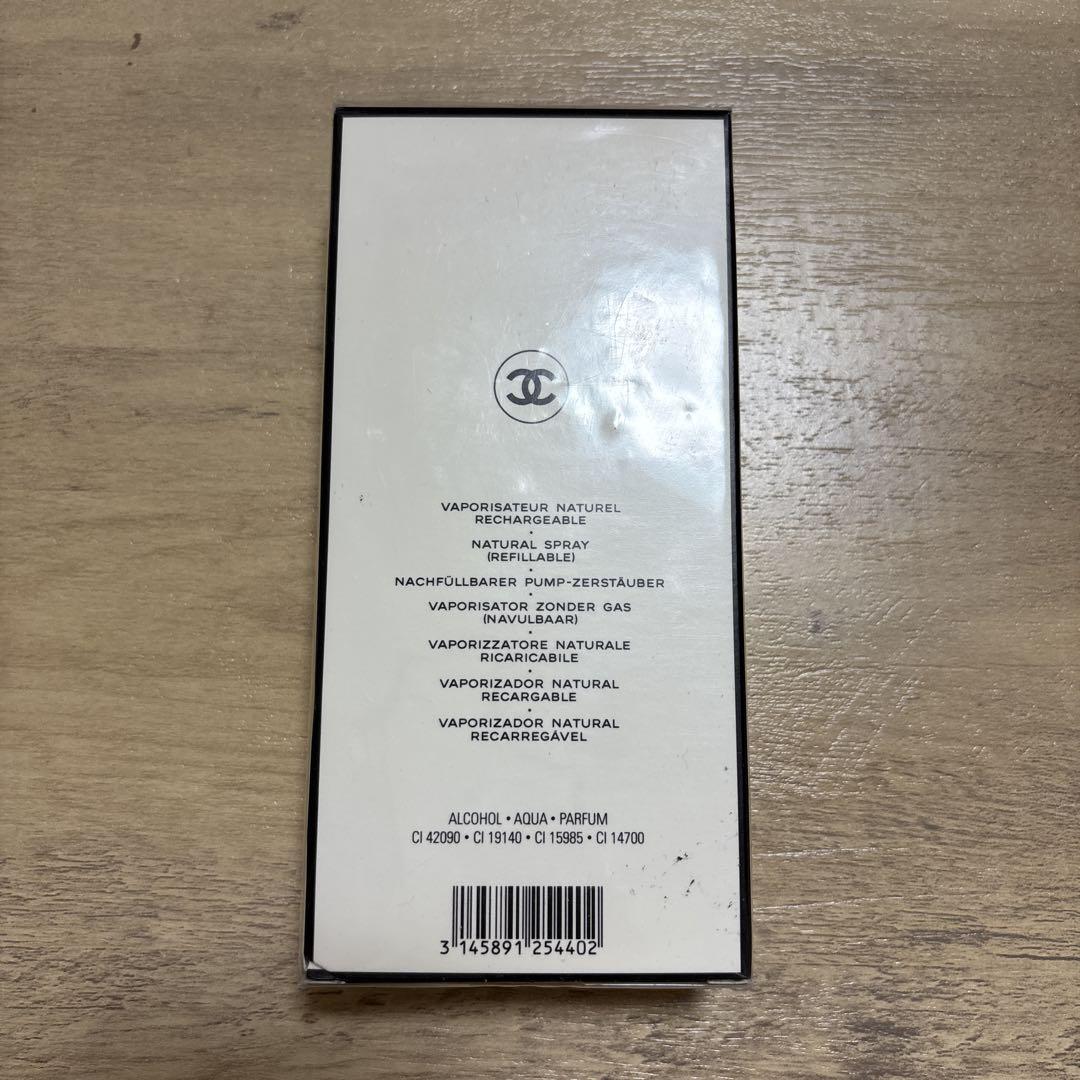 VAPORISATEUR NATUREL
RECHARGEABLE
•
NATURAL SPRAY
(REFILLABLE)
•
NACHFÜLLBARER PUMP-ZERSTÄUBER
•
VAPORISATOR ZONDER GAS
(NAVULBAAR)
•
VAPORIZZATORE NATURALE
RICARICABILE
•
VAPORIZADOR NATURAL
RECARGABLE
•
VAPORIZADOR NATURAL
RECARREGÁVEL
ALCOHOL • AQUA • PARFUM
CI 42090 • CI 19140 • CI 15985 • CI 14700
3 145891 254402